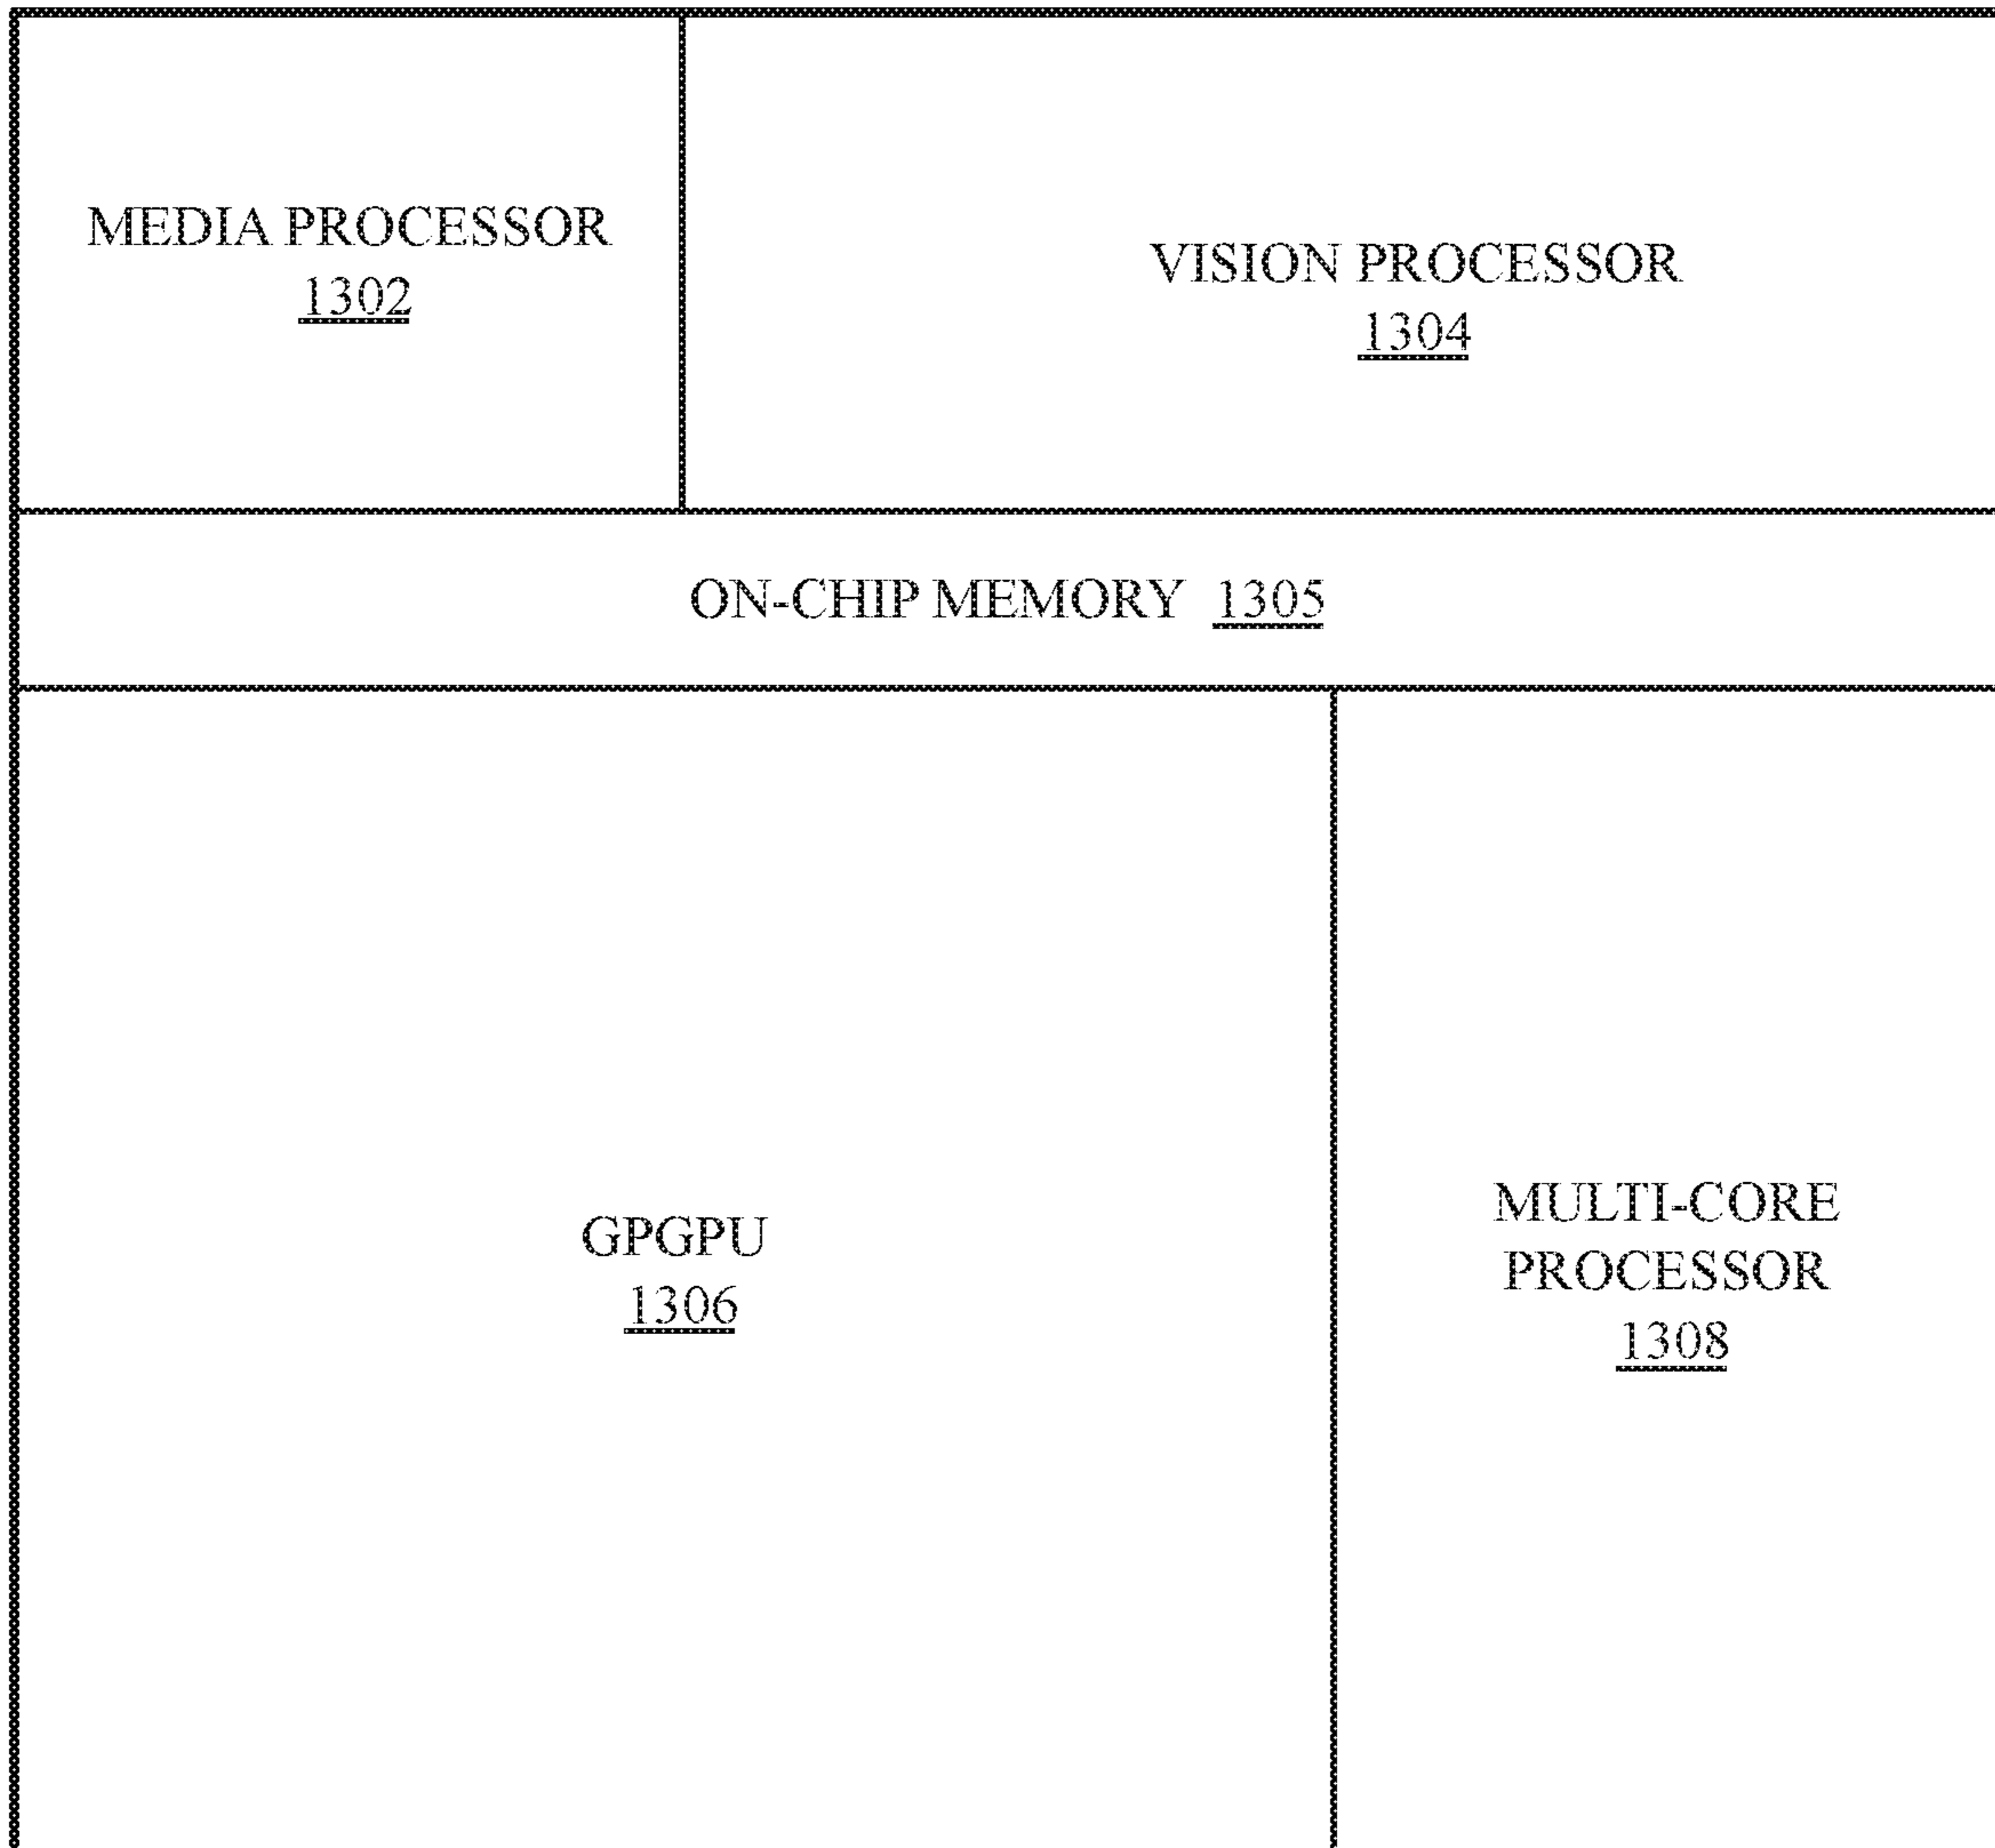 MEDIA PROCESSOR
1302
VISION PROCESSOR
1304
ON-CHIP MEMORY 1305
GPGPU
1306
MULTI-CORE
PROCESSOR
1308